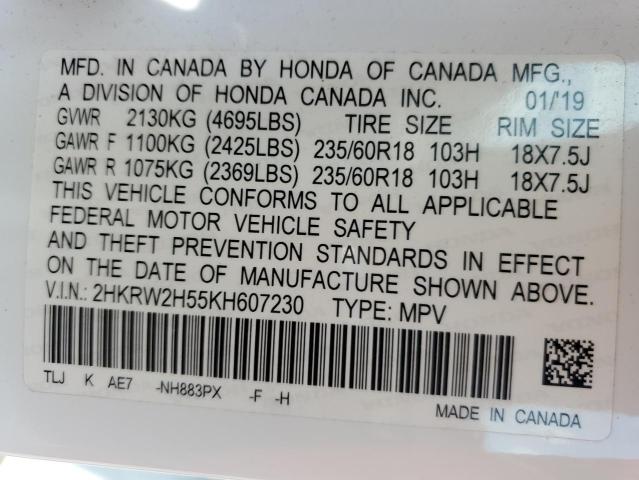 MFD. IN CANADA BY HONDA OF CANADA MFG.,
A DIVISION OF HONDA CANADA INC. 01/'19
GVWR 2130KG (4695LBS) TIRE SIZE RIM SIZE
GAWR F 1100KG (2425LBS) 235/60R18 103H 18X7.5J
GAWR R 1075KG (2369LBS) 235/60R18 103H 18X7.5J
THIS VEHICLE CONFORMS TO ALL APPLICABLE
FEDERAL MOTOR VEHICLE SAFETY
AND THEFT PREVENTION STANDARDS IN EFFECT
ON THE DATE OF MANUFACTURE SHOWN ABOVE.
V.I.N.: 2HKRW2H55KH607230 TYPE: MPV
TLJ K AE7 -NH883PX -F -H
MADE IN CANADA